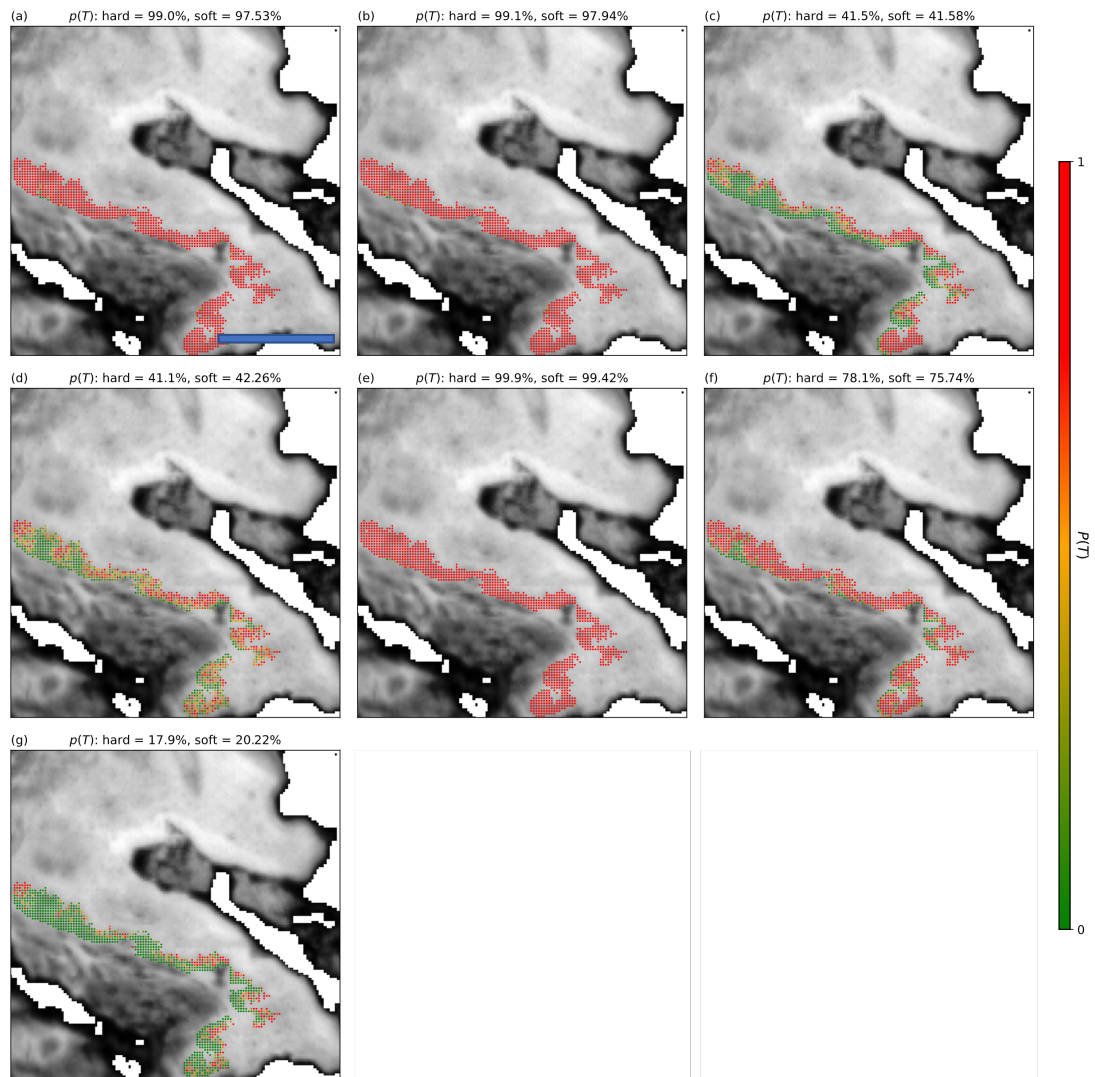 (a) p(T): hard = 99.0%, soft = 97.53%
(b) p(T): hard = 99.1%, soft = 97.94%
(c) p(T): hard = 41.5%, soft = 41.58%
(d) p(T): hard = 41.1%, soft = 42.26%
(e) p(T): hard = 99.9%, soft = 99.42%
(f) p(T): hard = 78.1%, soft = 75.74%
(g) p(T): hard = 17.9%, soft = 20.22%
1
P(T)
0